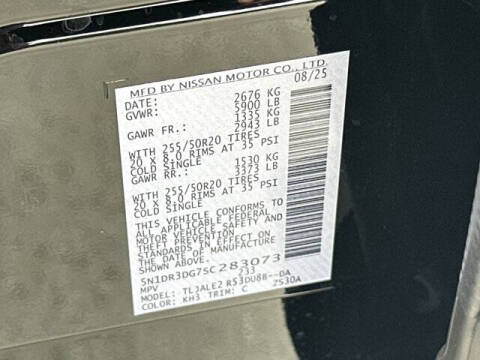 MFD BY NISSAN MOTOR CO., LTD.
DATE: 08/25
GVWR: 2676 KG
5900 LB
GAWR FR.: 1335 KG
2943 LB
WITH 255/50R20 TIRES
20 x 8.0 RIMS AT 35 PSI
COLD SINGLE
GAWR RR.: 1530 KG
3373 LB
WITH 255/50R20 TIRES
20 x 8.0 RIMS AT 35 PSI
COLD SINGLE
THIS VEHICLE CONFORMS TO
ALL APPLICABLE FEDERAL
MOTOR VEHICLE SAFETY AND
THEFT PREVENTION
STANDARDS IN EFFECT ON
THE DATE OF MANUFACTURE
SHOWN ABOVE.
5N1DR3DG7SC283073
MPV 233
MODEL: DA
COLOR: KH3 TRIM: C 2S30A